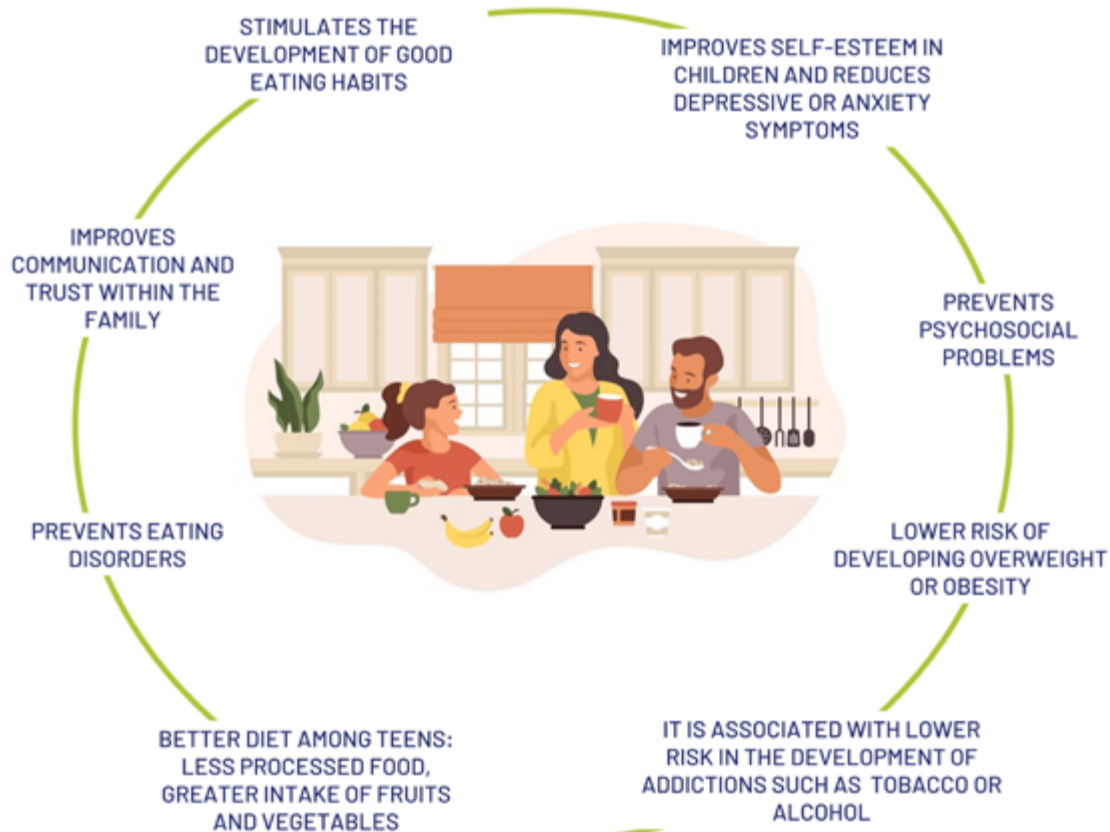 STIMULATES THE
DEVELOPMENT OF GOOD
EATING HABITS
IMPROVES SELF-ESTEEM IN
CHILDREN AND REDUCES
DEPRESSIVE OR ANXIETY
SYMPTOMS
IMPROVES
COMMUNICATION AND
TRUST WITHIN THE
FAMILY
PREVENTS
PSYCHOSOCIAL
PROBLEMS
PREVENTS EATING
DISORDERS
LOWER RISK OF
DEVELOPING OVERWEIGHT
OR OBESITY
BETTER DIET AMONG TEENS:
LESS PROCESSED FOOD,
GREATER INTAKE OF FRUITS
AND VEGETABLES
IT IS ASSOCIATED WITH LOWER
RISK IN THE DEVELOPMENT OF
ADDICTIONS SUCH AS TOBACCO OR
ALCOHOL